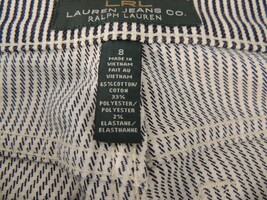 LRL
LAUREN JEANS CO.
RALPH LAUREN
8
MADE IN
VIETNAM
FAIT AU
VIETNAM
65% COTTON/
COTON
33%
POLYESTER/
POLYESTER
2%
ELASTANE/
ELASTHANNE